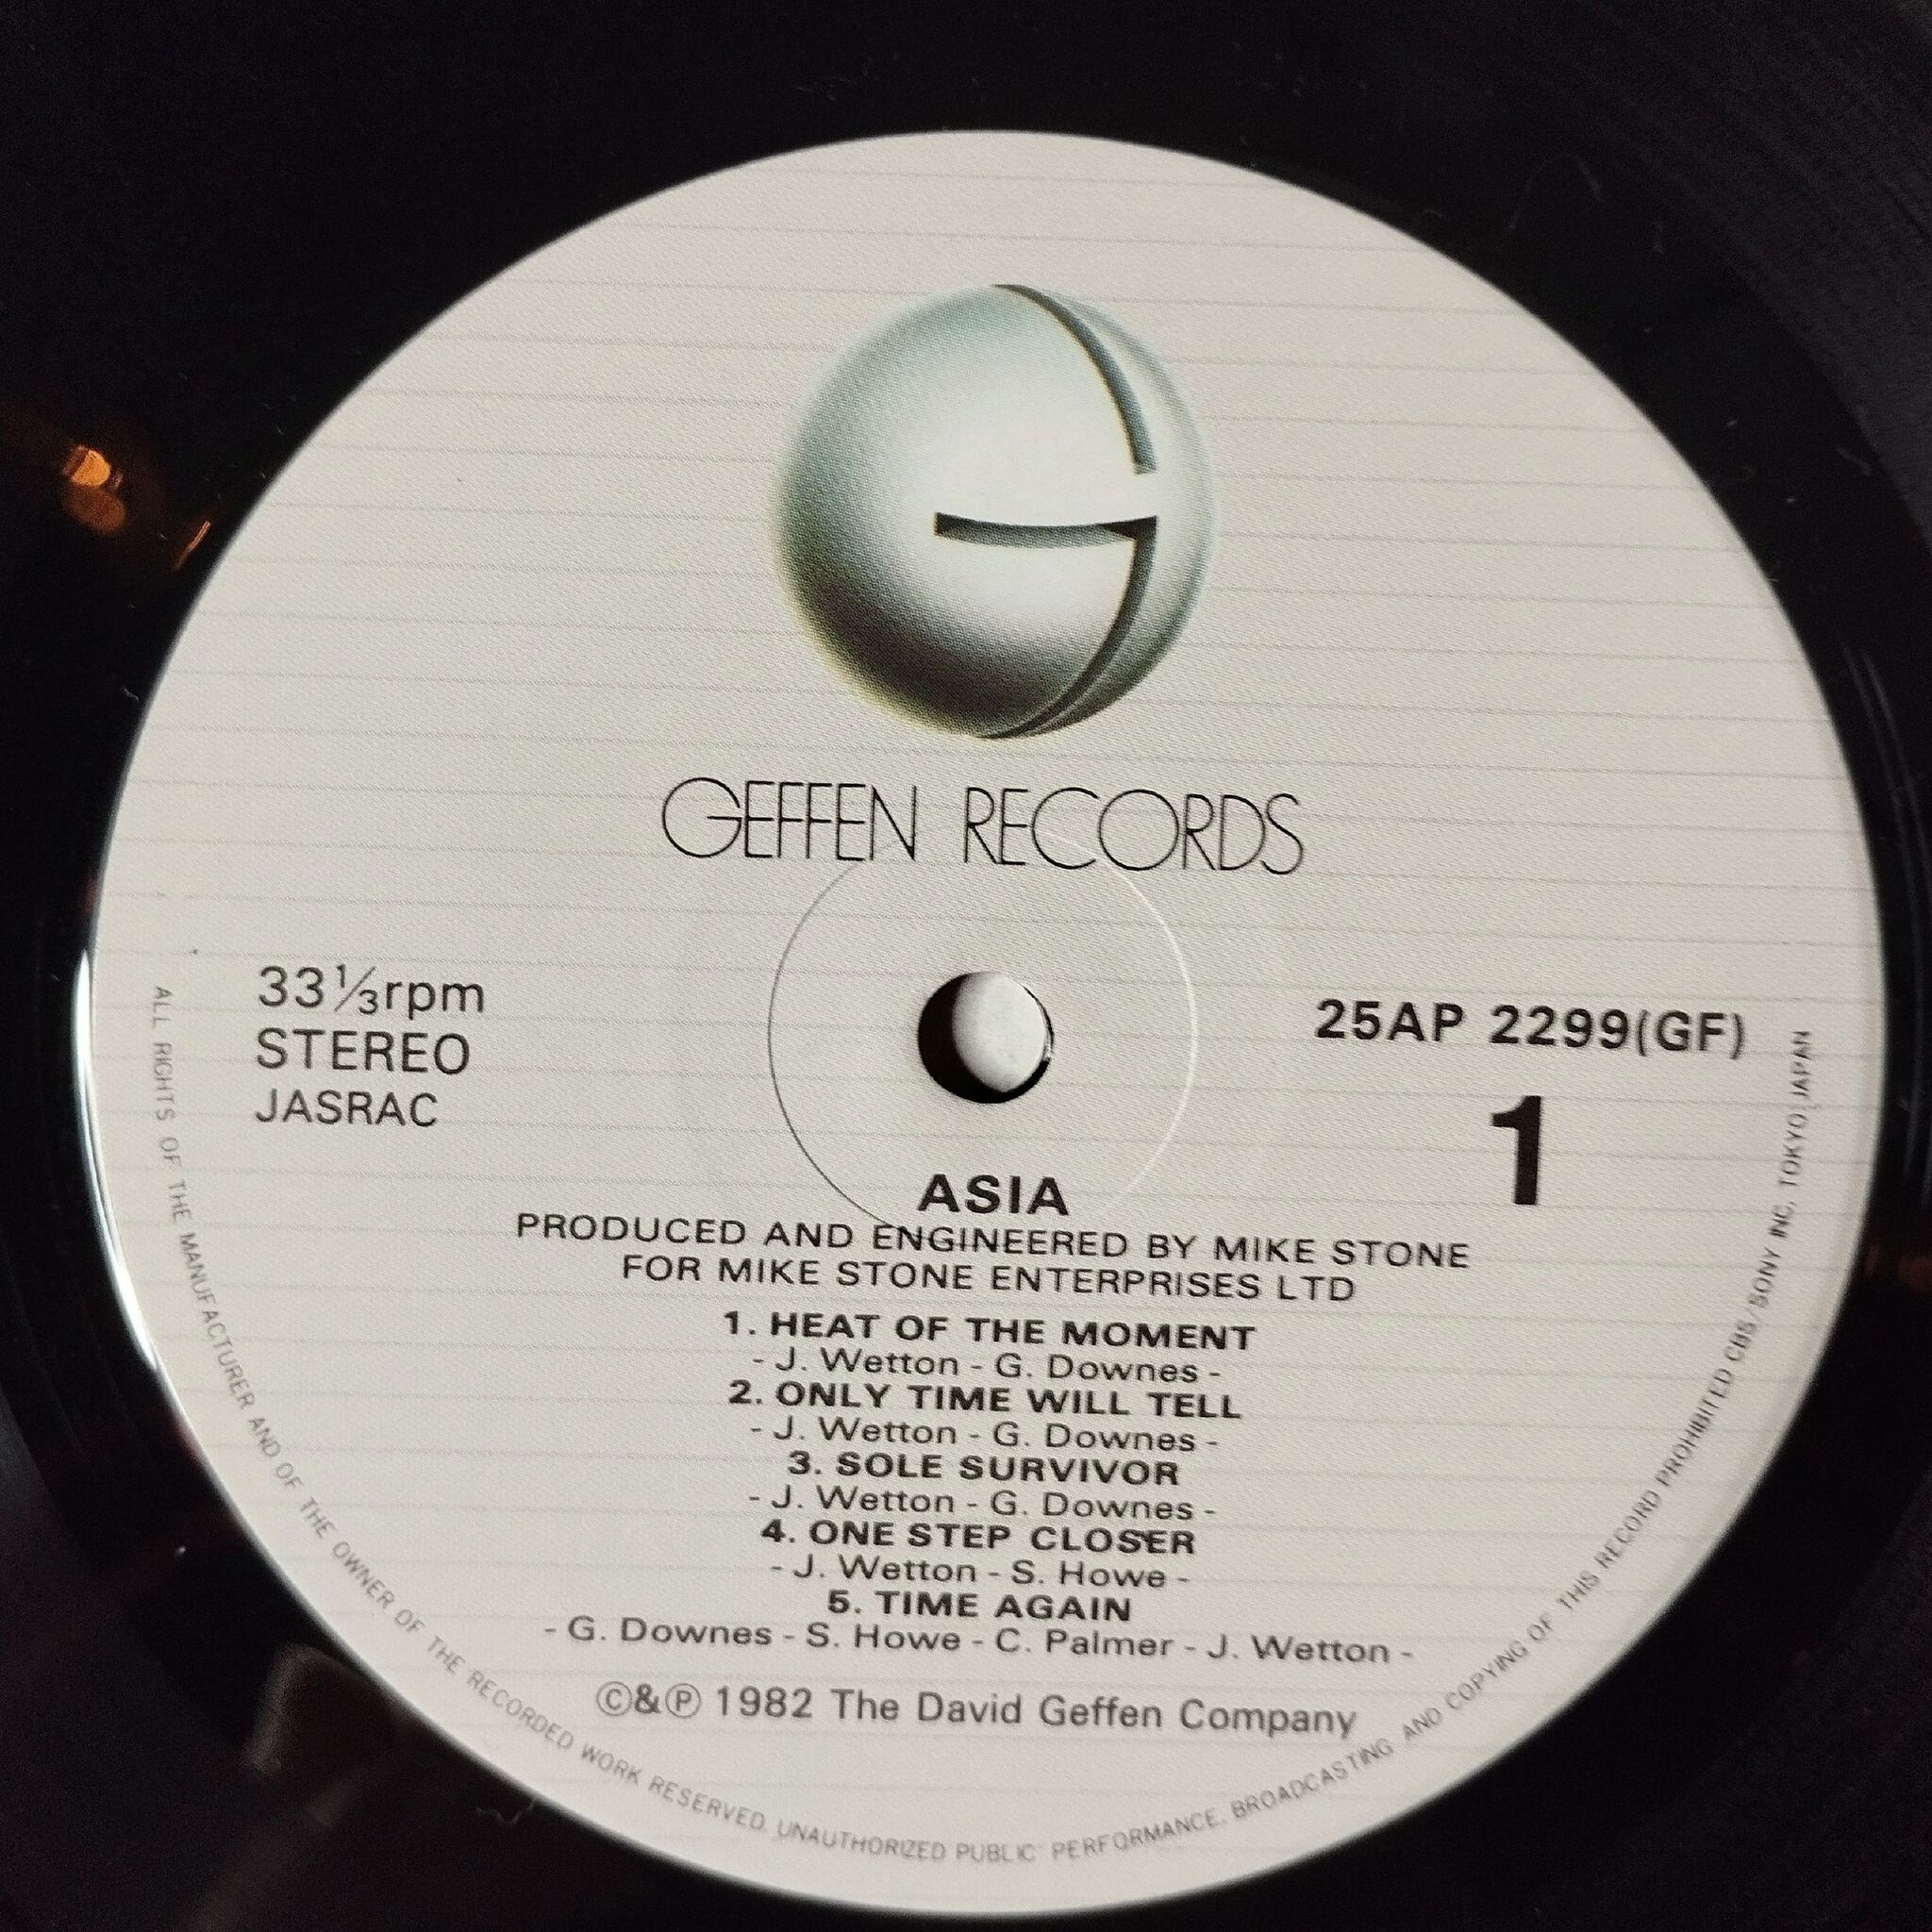 GEFFEN RECORDS
33⅓rpm
STEREO
JASRAC
25AP 2299(GF)
1
ASIA
PRODUCED AND ENGINEERED BY MIKE STONE
FOR MIKE STONE ENTERPRISES LTD
1. HEAT OF THE MOMENT
- J. Wetton - G. Downes -
2. ONLY TIME WILL TELL
- J. Wetton - G. Downes -
3. SOLE SURVIVOR
- J. Wetton - G. Downes -
4. ONE STEP CLOSER
- J. Wetton - S. Howe -
5. TIME AGAIN
- G. Downes - S. Howe - C. Palmer - J. Wetton -
©&℗ 1982 The David Geffen Company
ALL RIGHTS OF THE MANUFACTURER AND OF THE OWNER OF THE RECORDED WORK RESERVED. UNAUTHORIZED PUBLIC PERFORMANCE, BROADCASTING AND COPYING OF THIS RECORD PROHIBITED CBS/SONY INC. TOKYO JAPAN